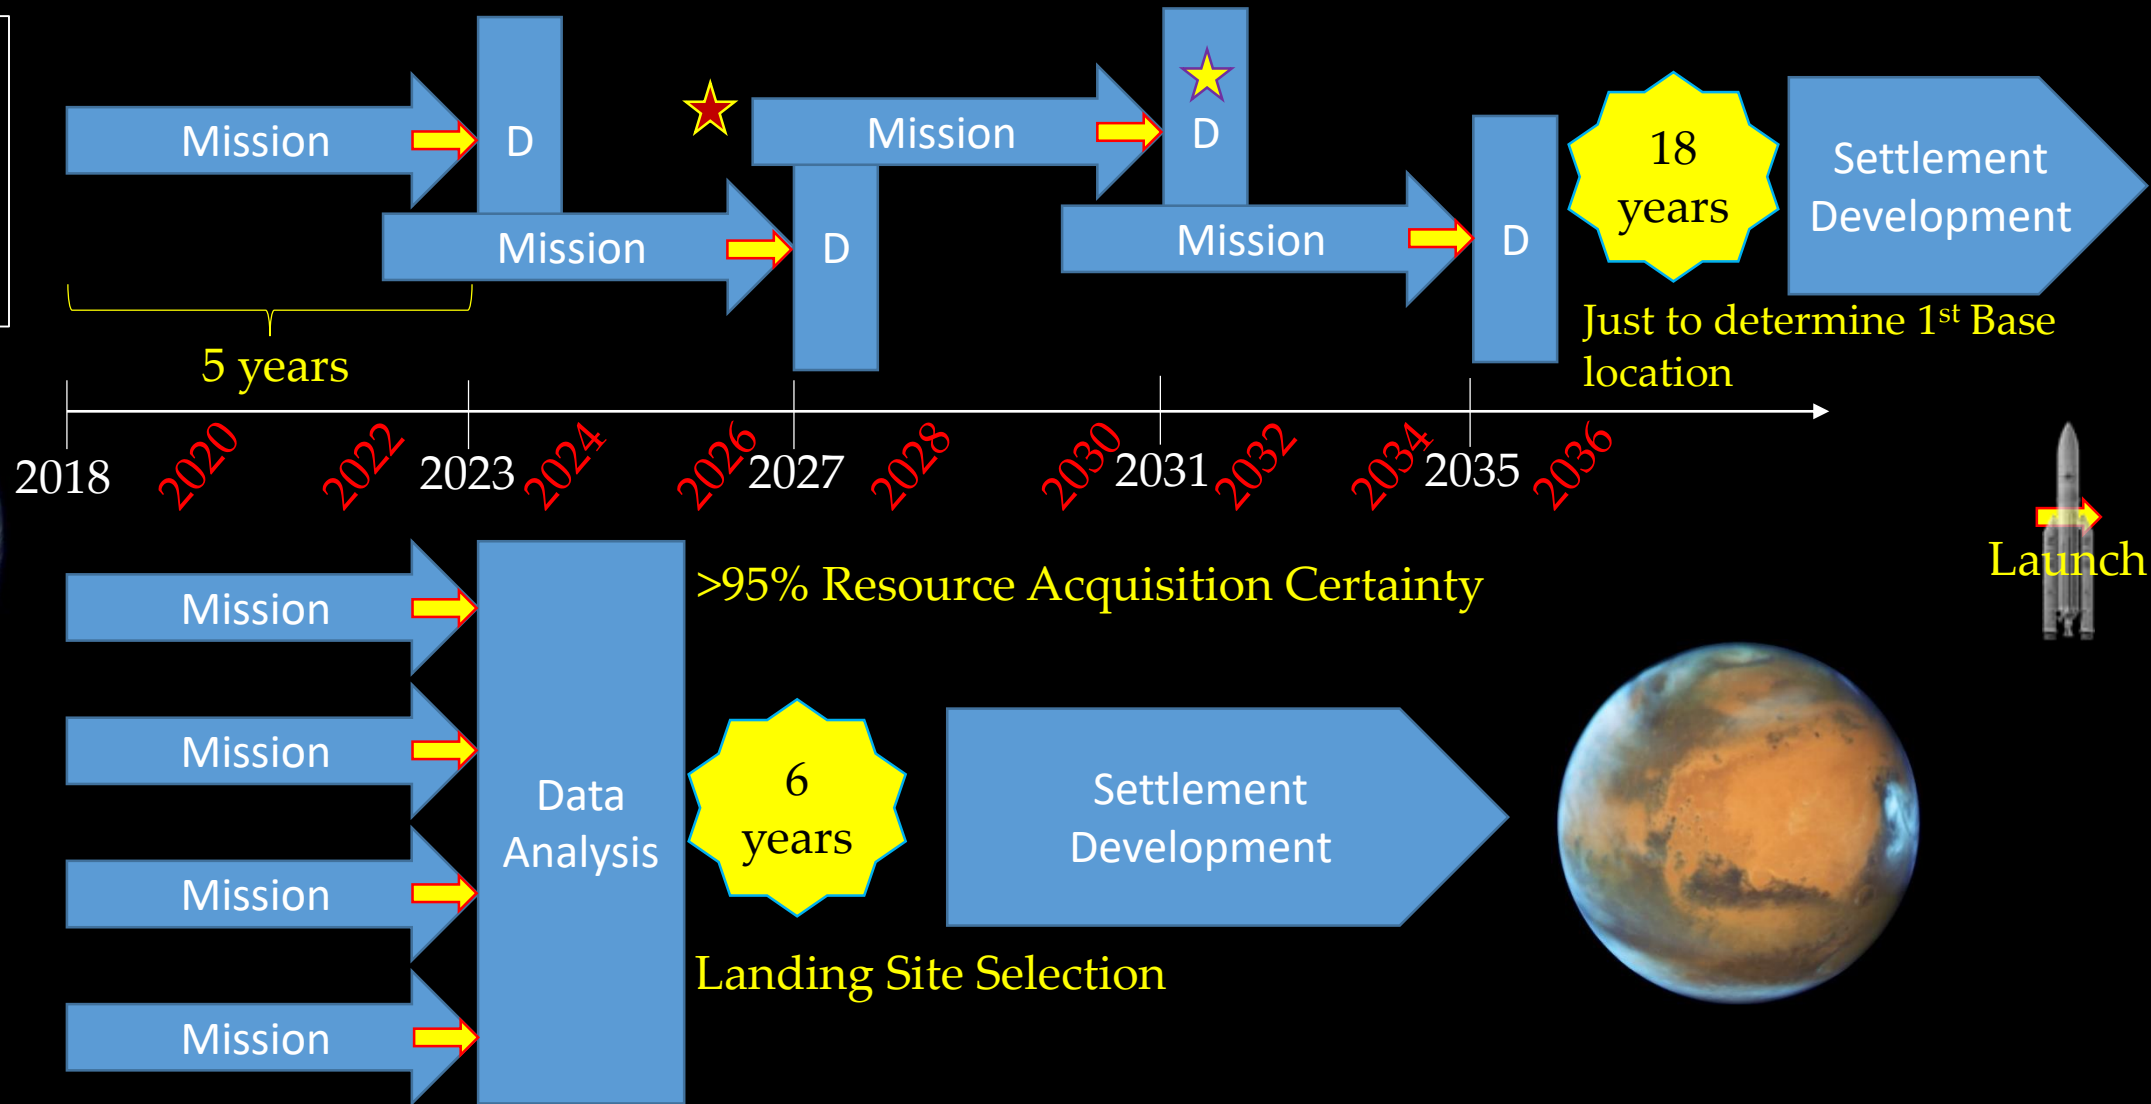 Mission
D
Mission
D
Mission
D
Mission
D
18
years
Settlement
Development
5 years
Just to determine 1st Base
location
2018
2020
2022
2023
2024
2026
2027
2028
2030
2031
2032
2034
2035
2036
Launch
Mission
Mission
Mission
Mission
Data
Analysis
>95% Resource Acquisition Certainty
6
years
Settlement
Development
Landing Site Selection